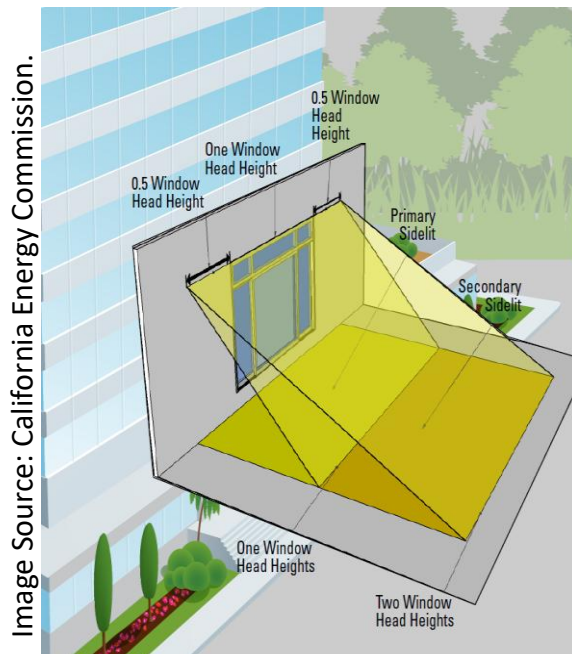 Image Source: California Energy Commission.
0.5 Window
Head
Height
One Window
Head Height
0.5 Window
Head Height
Primary
Sidelit
Secondary
Sidelit
One Window
Head Heights
Two Window
Head Heights